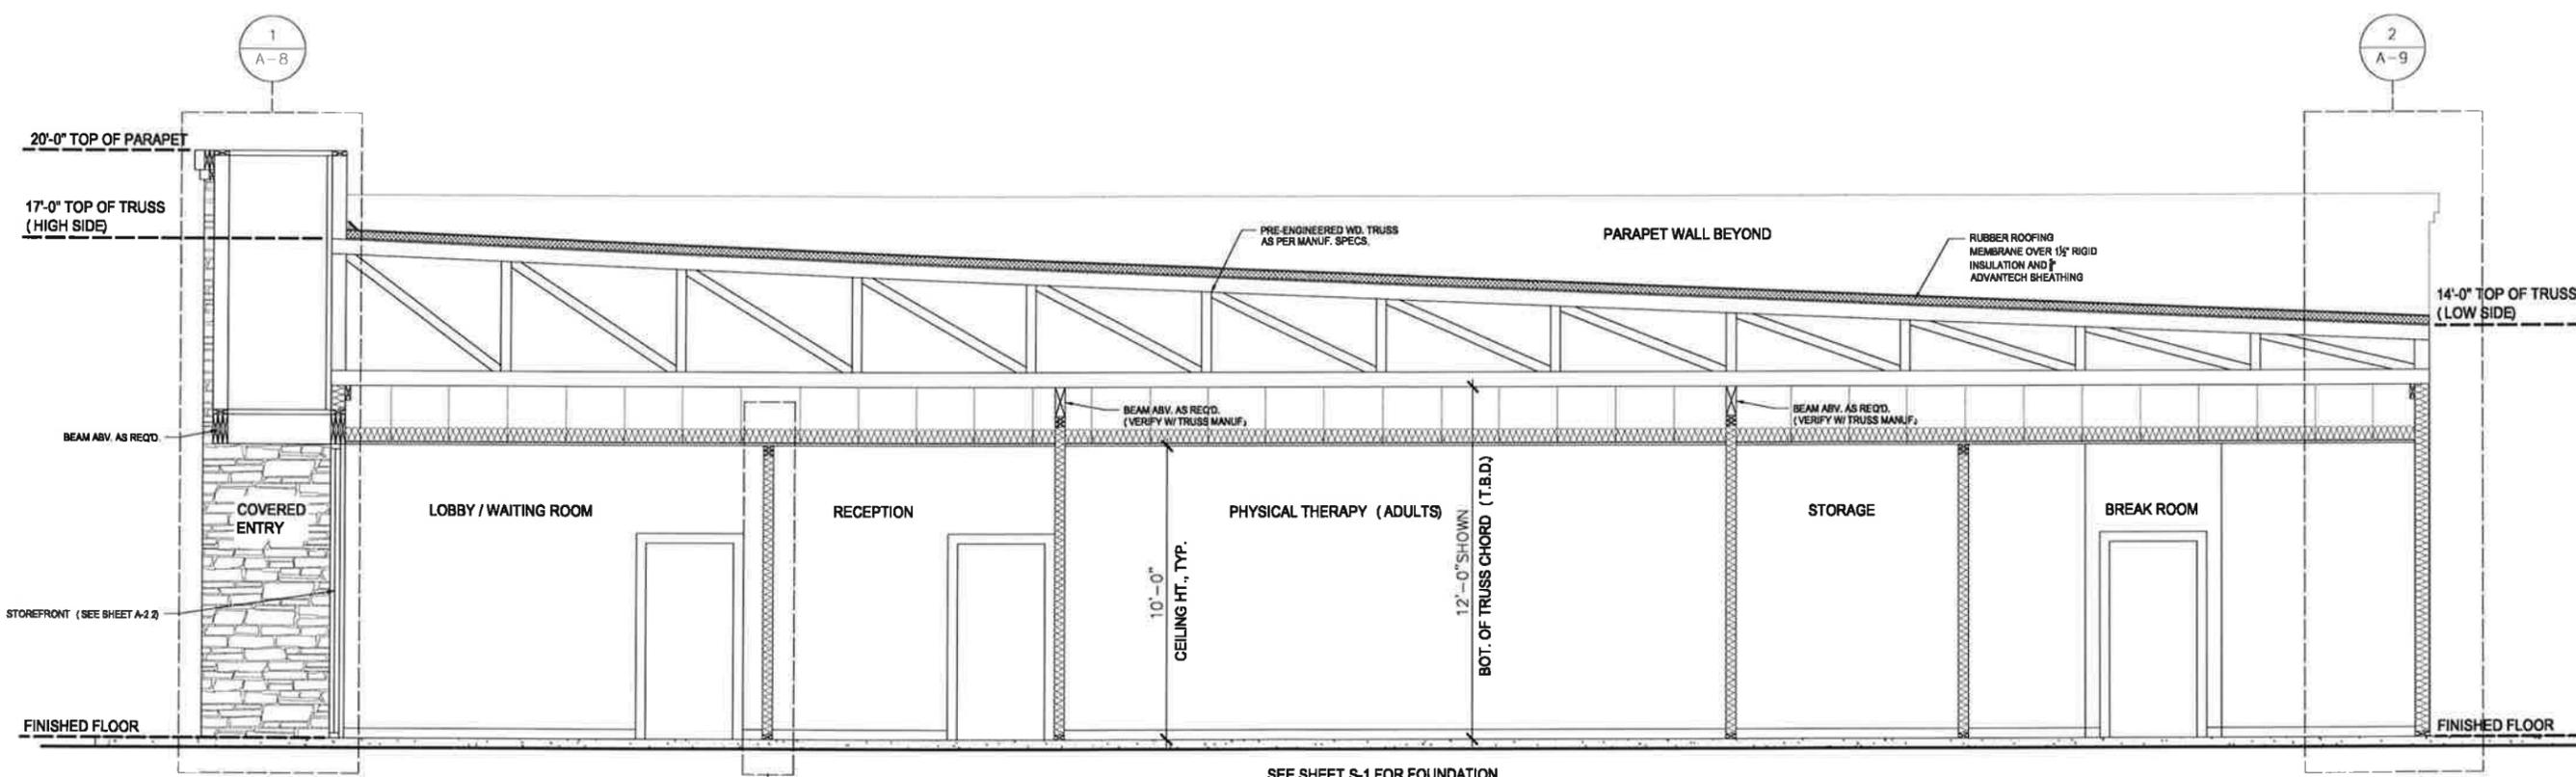 1
A-8
2
A-9
20'-0" TOP OF PARAPET
17'-0" TOP OF TRUSS
(HIGH SIDE)
PRE-ENGINEERED WD. TRUSS
AS PER MANUF. SPECS.
PARAPET WALL BEYOND
RUBBER ROOFING
MEMBRANE OVER 1½" RIGID
INSULATION AND
ADVANTECH SHEATHING
14'-0" TOP OF TRUSS
(LOW SIDE)
BEAM ABV. AS REQ'D.
BEAM ABV. AS REQ'D.
(VERIFY W/ TRUSS MANUF.)
BEAM ABV. AS REQ'D.
(VERIFY W/ TRUSS MANUF.)
COVERED
ENTRY
LOBBY / WAITING ROOM
RECEPTION
PHYSICAL THERAPY (ADULTS)
STORAGE
BREAK ROOM
10'-0"
CEILING HT., TYP.
12'-0" SHOWN
BOT. OF TRUSS CHORD (T.B.D.)
STOREFRONT (SEE SHEET A-2.2)
FINISHED FLOOR
FINISHED FLOOR
SEE SHEET S-1 FOR FOUNDATION